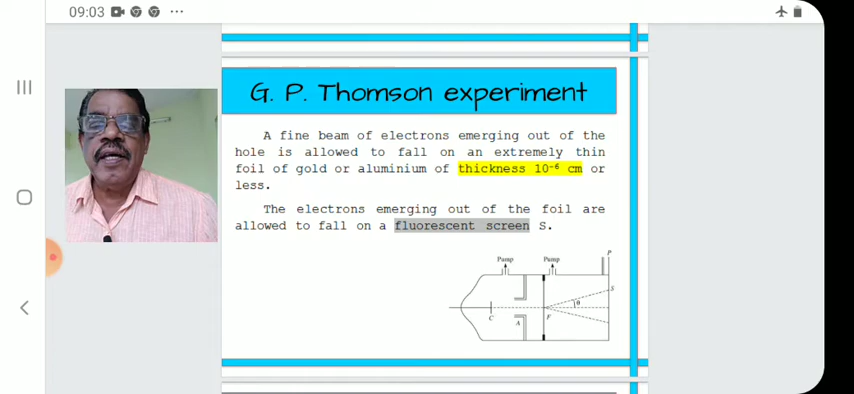 09:03
G. P. Thomson experiment
A fine beam of electrons emerging out of the
hole is allowed to fall on an extremely thin
foil of gold or aluminium of thickness 10⁻⁶ cm or
less.
The electrons emerging out of the foil are
allowed to fall on a fluorescent screen S.
Pump Pump P
S
θ
C A F